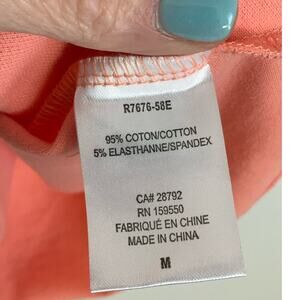 R7676-58E
95% COTON/COTTON
5% ELASTHANNE/SPANDEX
CA# 28792
RN 159550
FABRIQUÉ EN CHINE
MADE IN CHINA
M